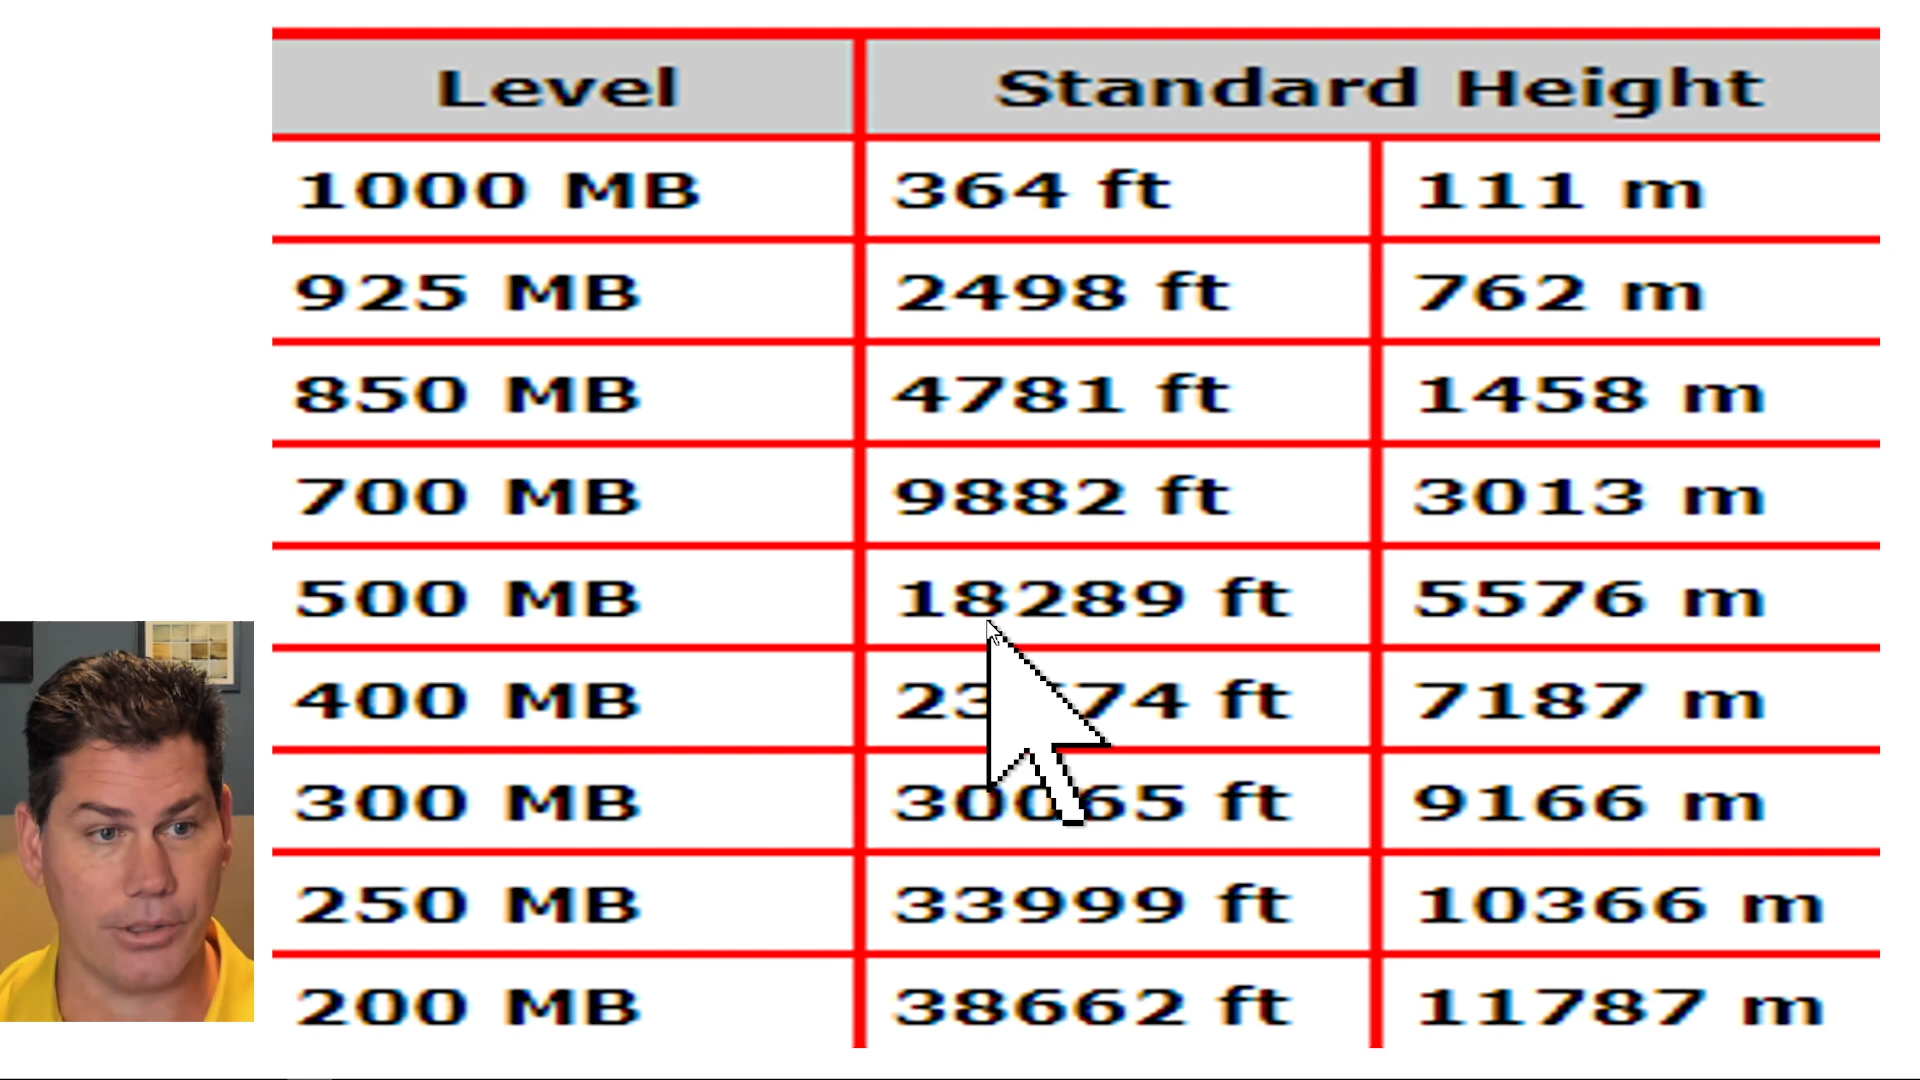 Level Standard Height
1000 MB 364 ft 111 m
925 MB 2498 ft 762 m
850 MB 4781 ft 1458 m
700 MB 9882 ft 3013 m
500 MB 18289 ft 5576 m
400 MB ft 7187 m
300 MB 30065 ft 9166 m
250 MB 33999 ft 10366 m
200 MB 38662 ft 11787 m